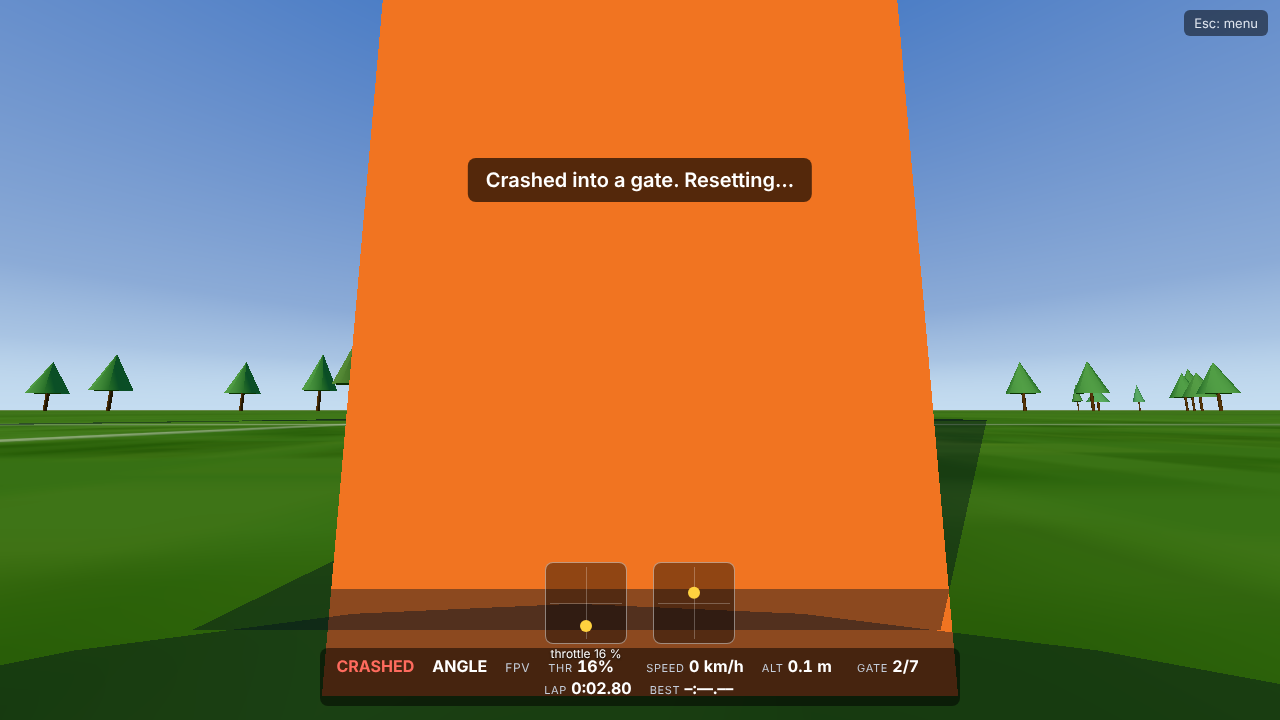 Esc: menu
Crashed into a gate. Resetting...
throttle 16 %
CRASHED ANGLE FPV THR 16% SPEED 0 km/h ALT 0.1 m GATE 2/7
LAP 0:02.80 BEST –:––.––